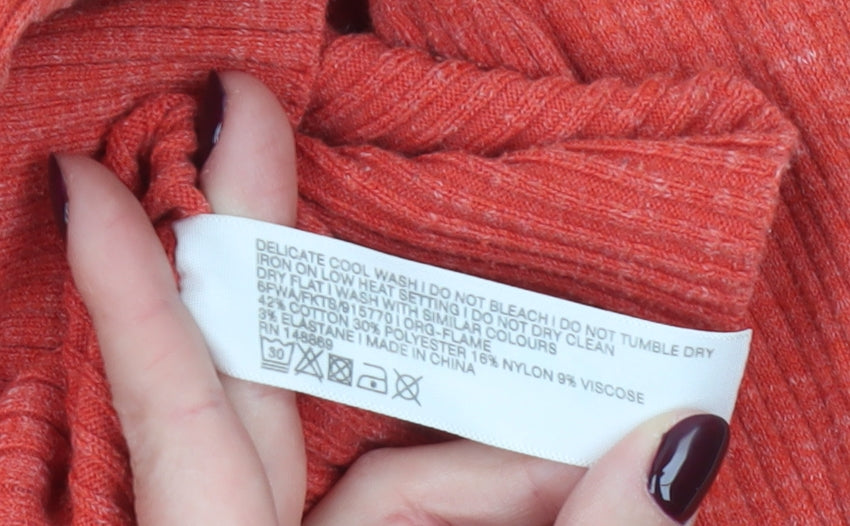 DELICATE COOL WASH I DO NOT BLEACH I DO NOT TUMBLE DRY
IRON ON LOW HEAT SETTING I DO NOT DRY CLEAN
DRY FLAT I WASH WITH SIMILAR COLOURS
6FWA/FKTS/915770 I ORG-FLAME
42% COTTON 30% POLYESTER 16% NYLON 9% VISCOSE
3% ELASTANE I MADE IN CHINA
RN 148869
30